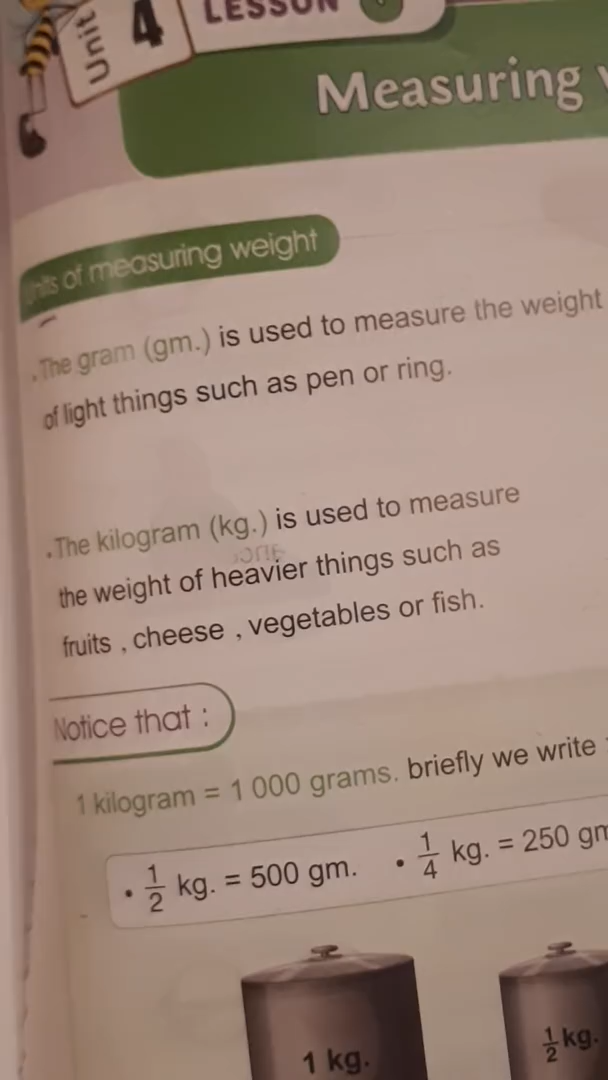 Unit 4
LESSON
Measuring
Units of measuring weight
.The gram (gm.) is used to measure the weight
of light things such as pen or ring.
.The kilogram (kg.) is used to measure
the weight of heavier things such as
fruits , cheese , vegetables or fish.
Notice that :
1 kilogram = 1 000 grams. briefly we write
• 1/2 kg. = 500 gm. • 1/4 kg. = 250 gm
1 kg. 1/2 kg.